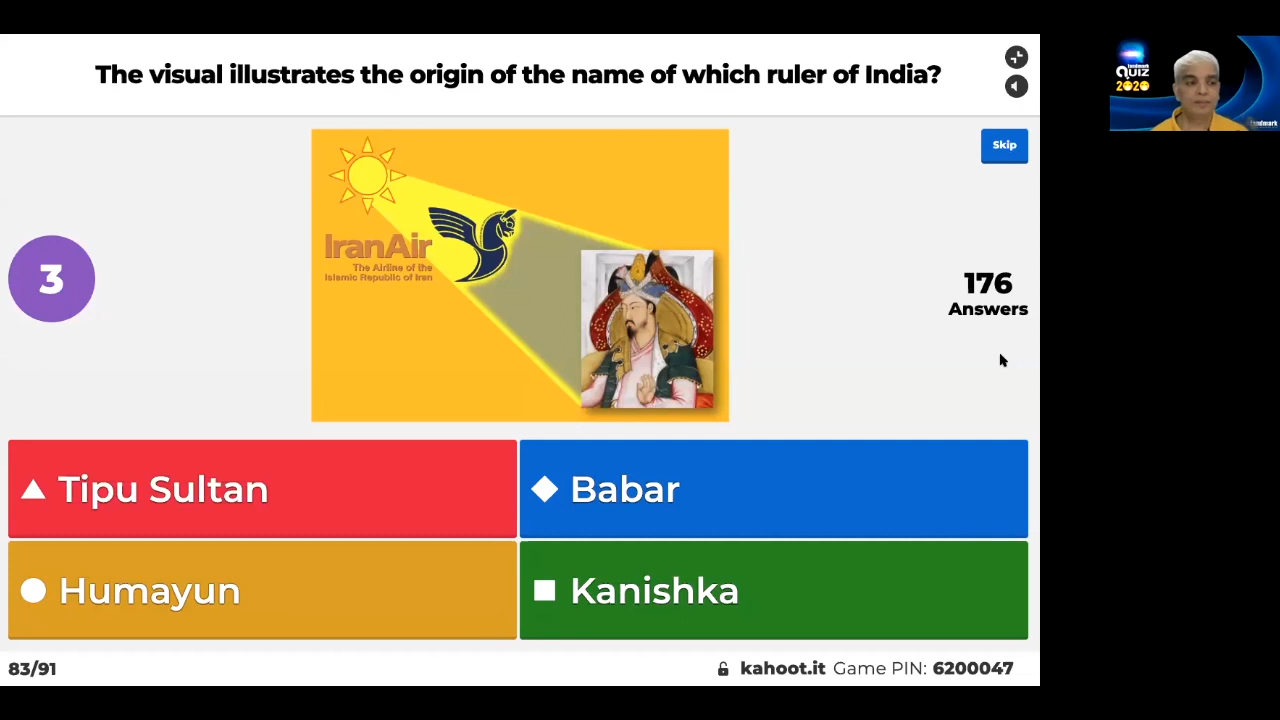 The visual illustrates the origin of the name of which ruler of India?
landmark
QUIZ
2020
landmark
Skip
IranAir
The Airline of the
Islamic Republic of Iran
3
176
Answers
Tipu Sultan
Babar
Humayun
Kanishka
83/91
kahoot.it Game PIN: 6200047